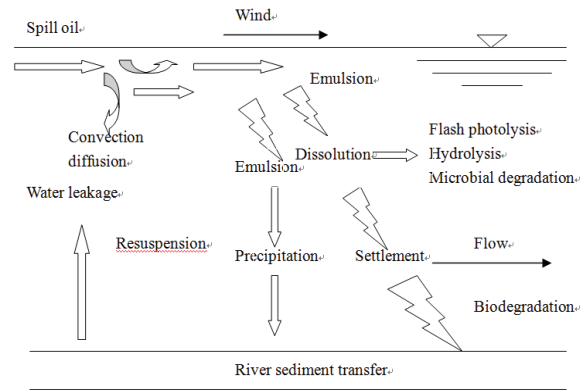 Spill oil
Wind
Emulsion
Convection
diffusion
Emulsion
Dissolution
Flash photolysis
Hydrolysis
Microbial degradation
Water leakage
Resuspension
Precipitation
Settlement
Flow
Biodegradation
River sediment transfer